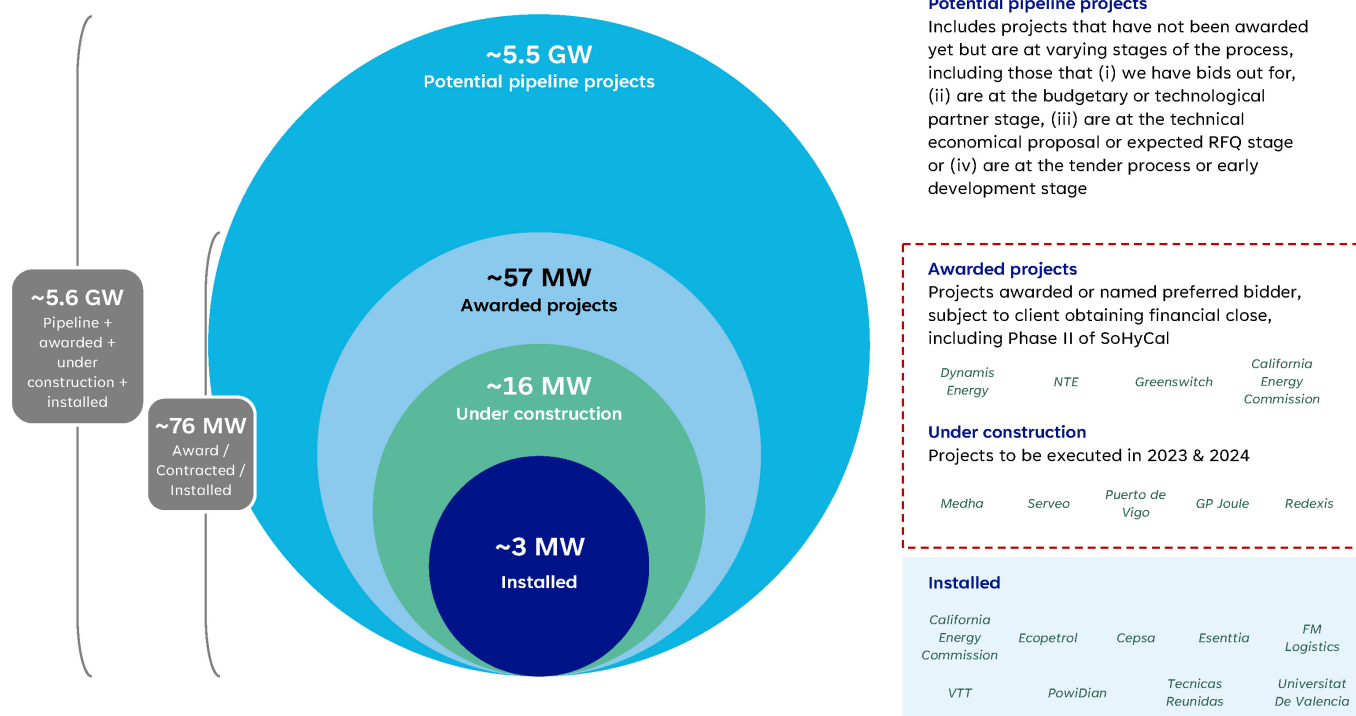 ~5.5 GW
Potential pipeline projects
~57 MW
Awarded projects
~16 MW
Under construction
~3 MW
Installed
~5.6 GW
Pipeline +
awarded +
under
construction +
installed
~76 MW
Award /
Contracted /
Installed
Potential pipeline projects
Includes projects that have not been awarded
yet but are at varying stages of the process,
including those that (i) we have bids out for,
(ii) are at the budgetary or technological
partner stage, (iii) are at the technical
economical proposal or expected RFQ stage
or (iv) are at the tender process or early
development stage
Awarded projects
Projects awarded or named preferred bidder,
subject to client obtaining financial close,
including Phase II of SoHyCal
Dynamis
Energy
NTE
Greenswitch
California
Energy
Commission
Under construction
Projects to be executed in 2023 & 2024
Medha
Serveo
Puerto de
Vigo
GP Joule
Redexis
Installed
California
Energy
Commission
Ecopetrol
Cepsa
Esenttia
FM
Logistics
VTT
PowiDian
Tecnicas
Reunidas
Universitat
De Valencia